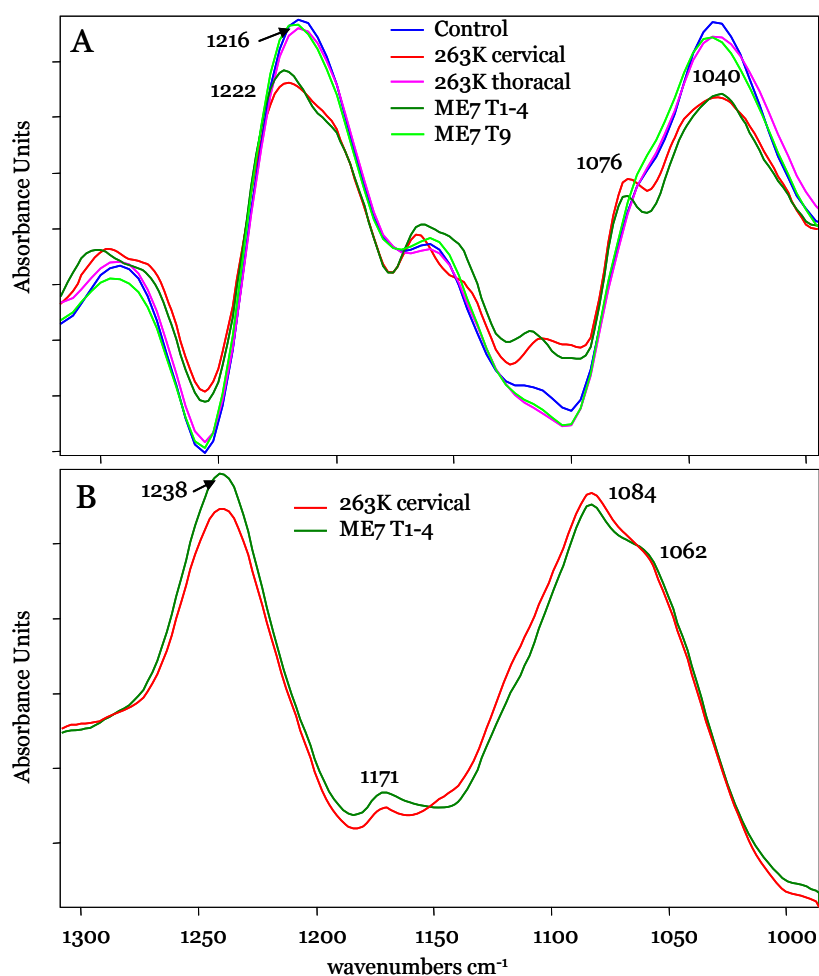 A
1216
1222
Control
263K cervical
263K thoracal
ME7 T1-4
ME7 T9
1040
1076
Absorbance Units
B
1238
263K cervical
ME7 T1-4
1084
1062
1171
Absorbance Units
1300 1250 1200 1150 1100 1050 1000
wavenumbers cm⁻¹